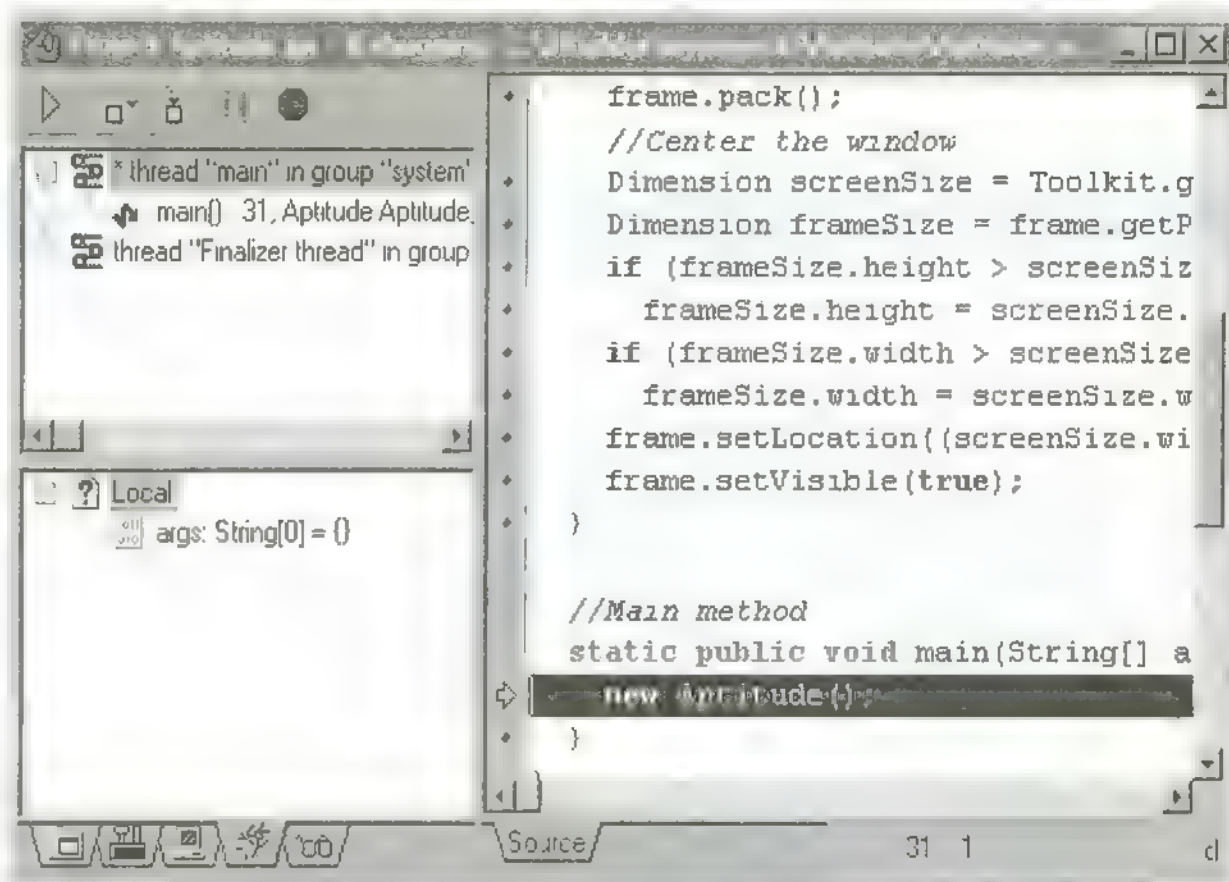 * thread "main" in group "system'
main() 31, Aptitude Aptitude.
thread "Finalizer thread" in group
Local
args: String[0] = {}
frame.pack();
//Center the window
Dimension screenSize = Toolkit.g
Dimension frameSize = frame.getP
if (frameSize.height > screenSiz
frameSize.height = screenSize.
if (frameSize.width > screenSize
frameSize.width = screenSize.w
frame.setLocation((screenSize.wi
frame.setVisible(true);
}
//Main method
static public void main(String[] a
new Aptitude();
}
Source
31 1